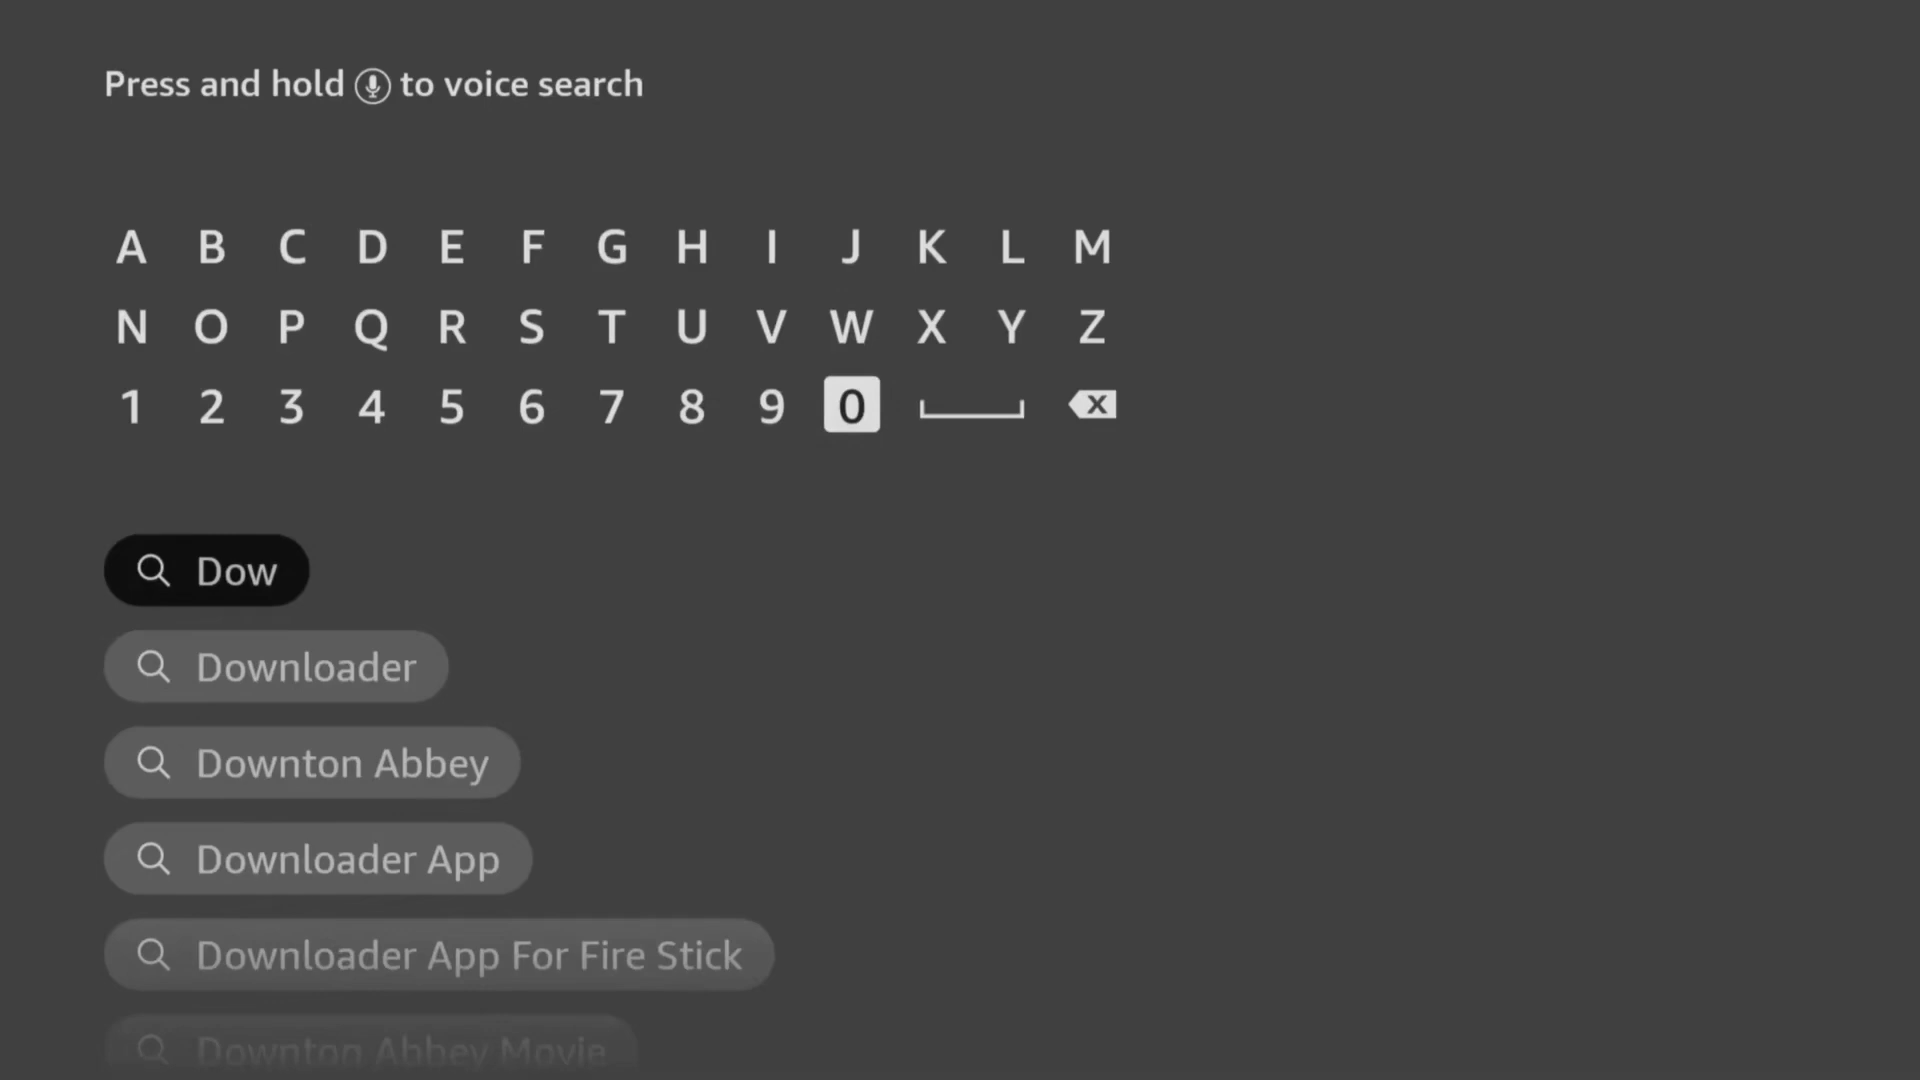 Press and hold to voice search
A B C D E F G H I J K L M
N O P Q R S T U V W X Y Z
1 2 3 4 5 6 7 8 9 0
Dow
Downloader
Downton Abbey
Downloader App
Downloader App For Fire Stick
Downton Abbey Movie